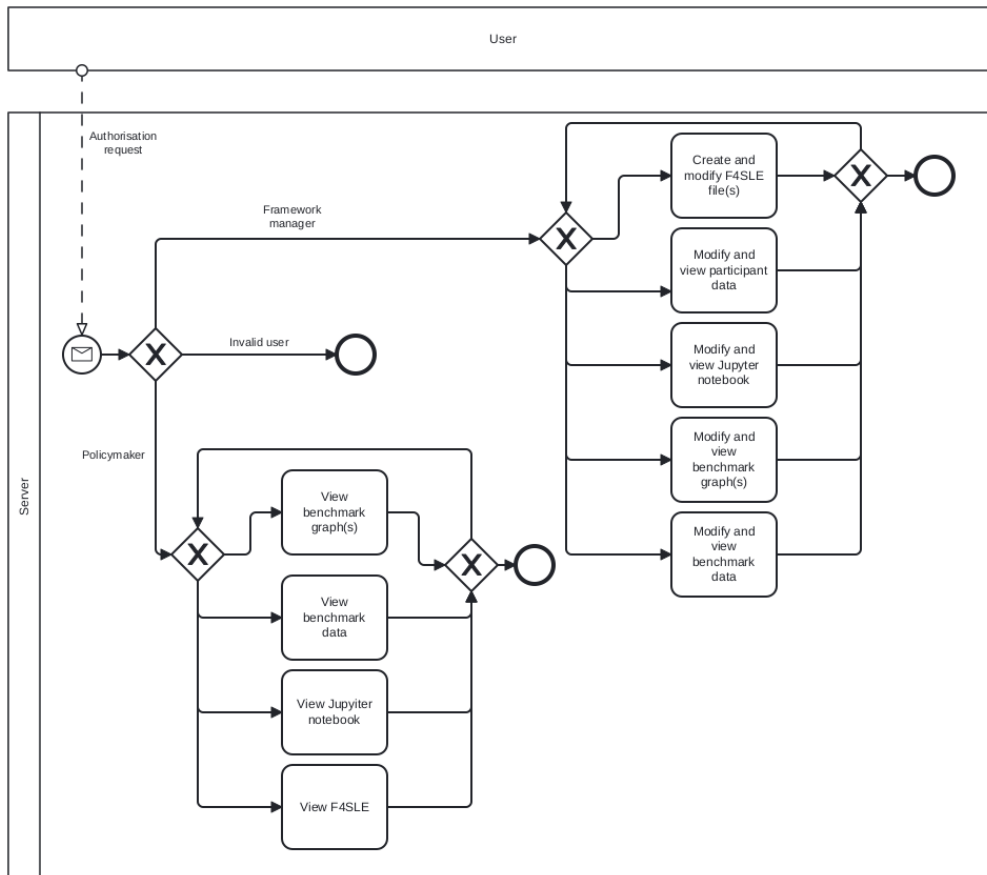 User
Authorisation
request
Server
Framework
manager
Invalid user
Policymaker
Create and
modify F4SLE
file(s)
Modify and
view participant
data
Modify and
view Jupyter
notebook
Modify and
view
benchmark
graph(s)
Modify and
view
benchmark
data
View
benchmark
graph(s)
View
benchmark
data
View Jupyiter
notebook
View F4SLE